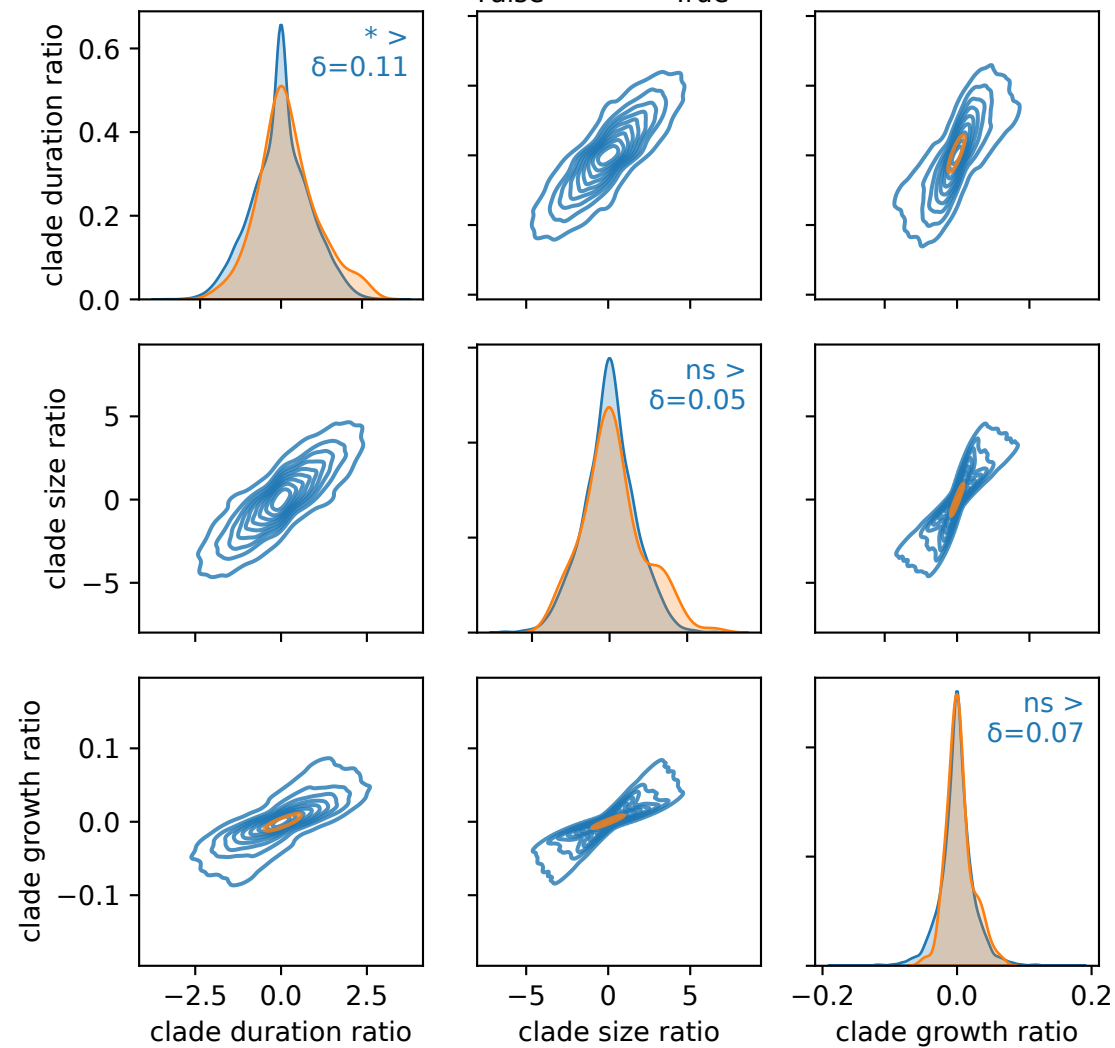 False True
clade duration ratio
0.6
0.4
0.2
0.0
* >
δ=0.11
clade size ratio
5
0
−5
ns >
δ=0.05
clade growth ratio
0.1
0.0
−0.1
ns >
δ=0.07
−2.5 0.0 2.5
−5 0 5
−0.2 0.0 0.2
clade duration ratio
clade size ratio
clade growth ratio